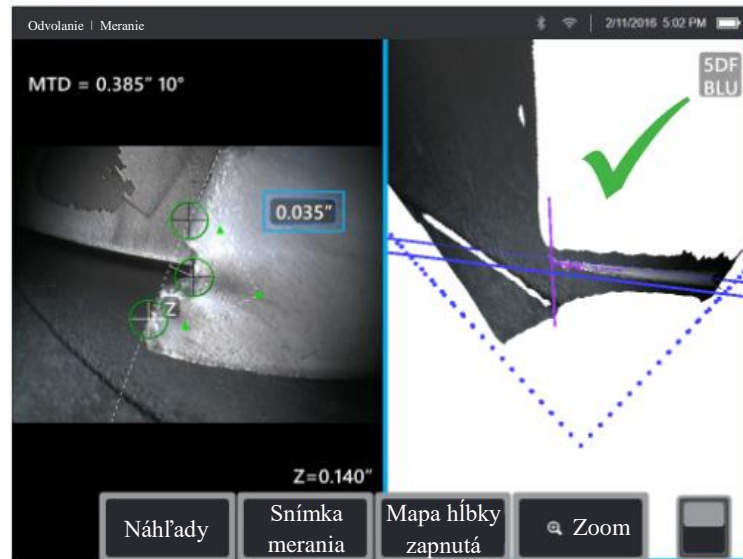 Odvolanie | Meranie
2/11/2016 5:02 PM
MTD = 0.385" 10°
5DF
BLU
0.035"
Z
Z=0.140"
Náhľady
Snímka
merania
Mapa hĺbky
zapnutá
Zoom